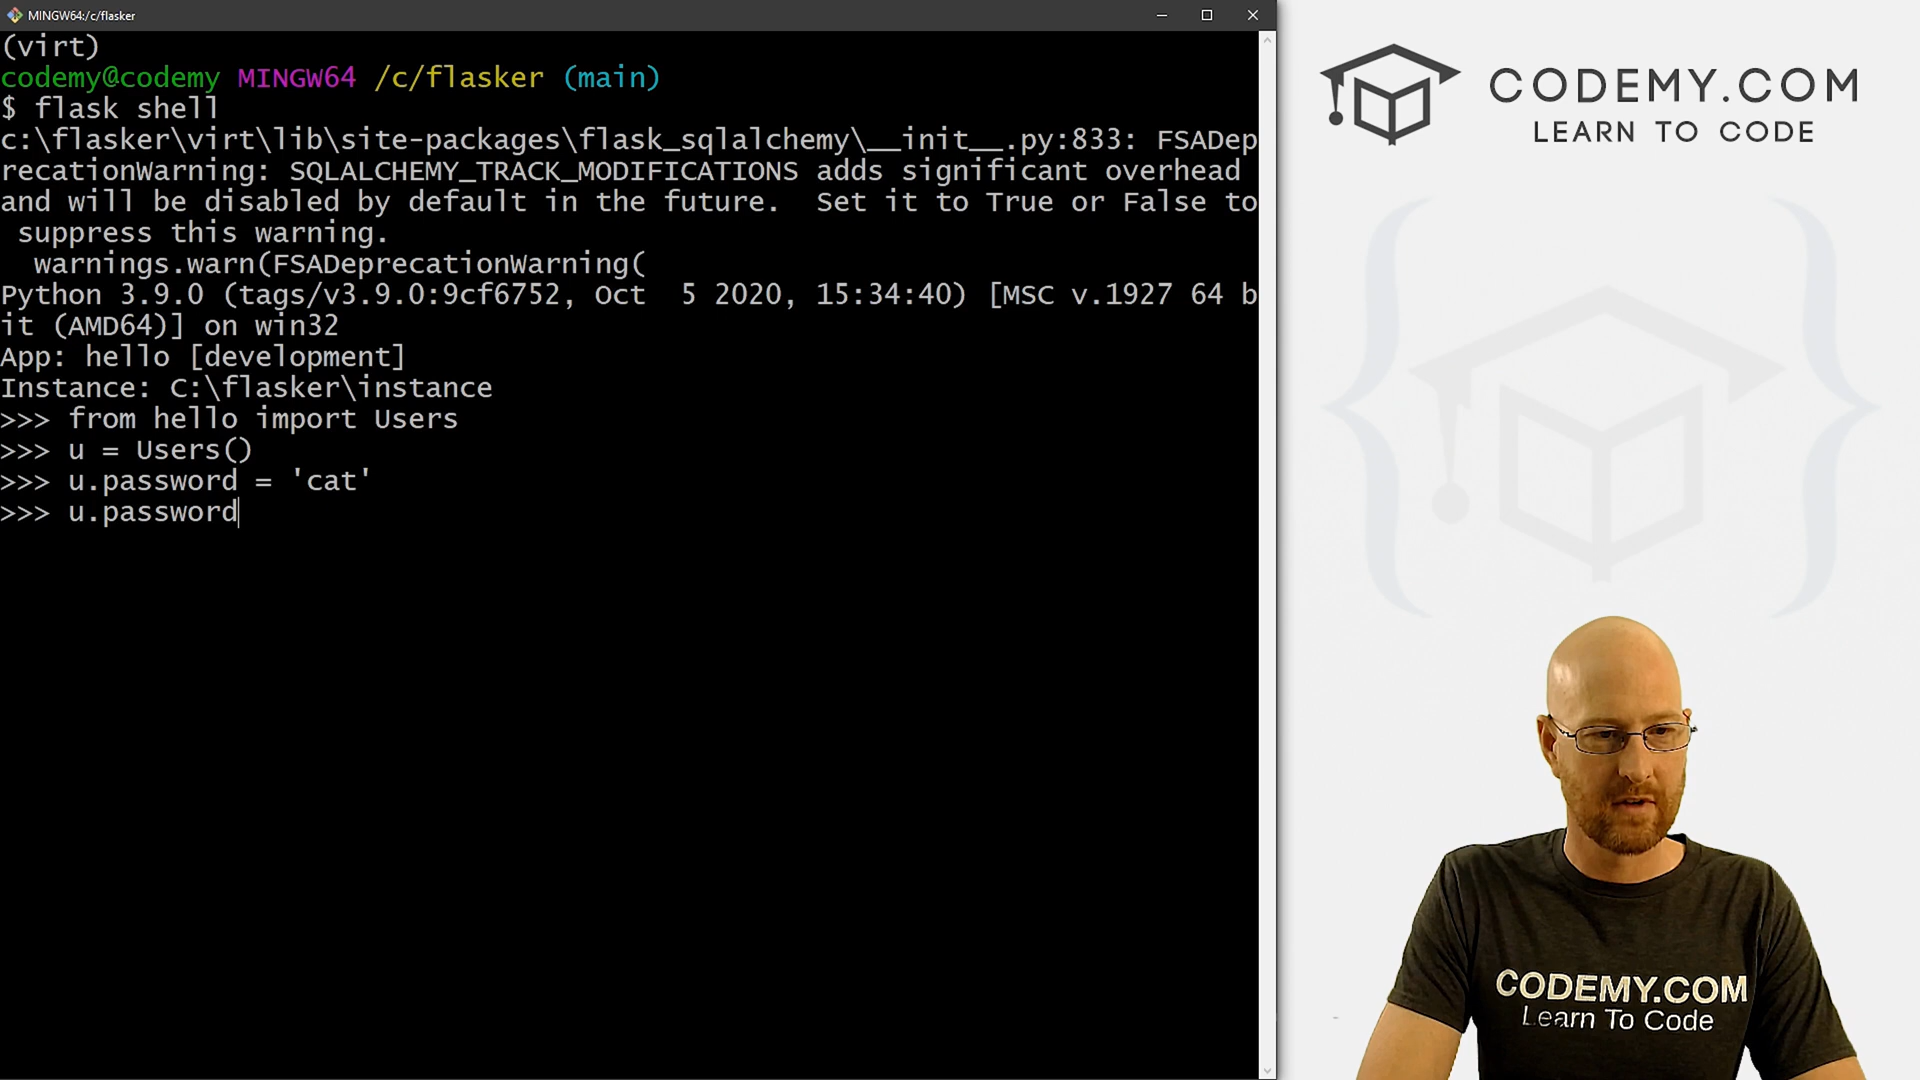 MINGW64:/c/flasker
(virt)
codemy@codemy MINGW64 /c/flasker (main)
$ flask shell
c:\flasker\virt\lib\site-packages\flask_sqlalchemy\__init__.py:833: FSADep
recationWarning: SQLALCHEMY_TRACK_MODIFICATIONS adds significant overhead
and will be disabled by default in the future.  Set it to True or False to
 suppress this warning.
  warnings.warn(FSADeprecationWarning(
Python 3.9.0 (tags/v3.9.0:9cf6752, Oct  5 2020, 15:34:40) [MSC v.1927 64 b
it (AMD64)] on win32
App: hello [development]
Instance: C:\flasker\instance
>>> from hello import Users
>>> u = Users()
>>> u.password = 'cat'
>>> u.password
CODEMY.COM
LEARN TO CODE
CODEMY.COM
Learn To Code